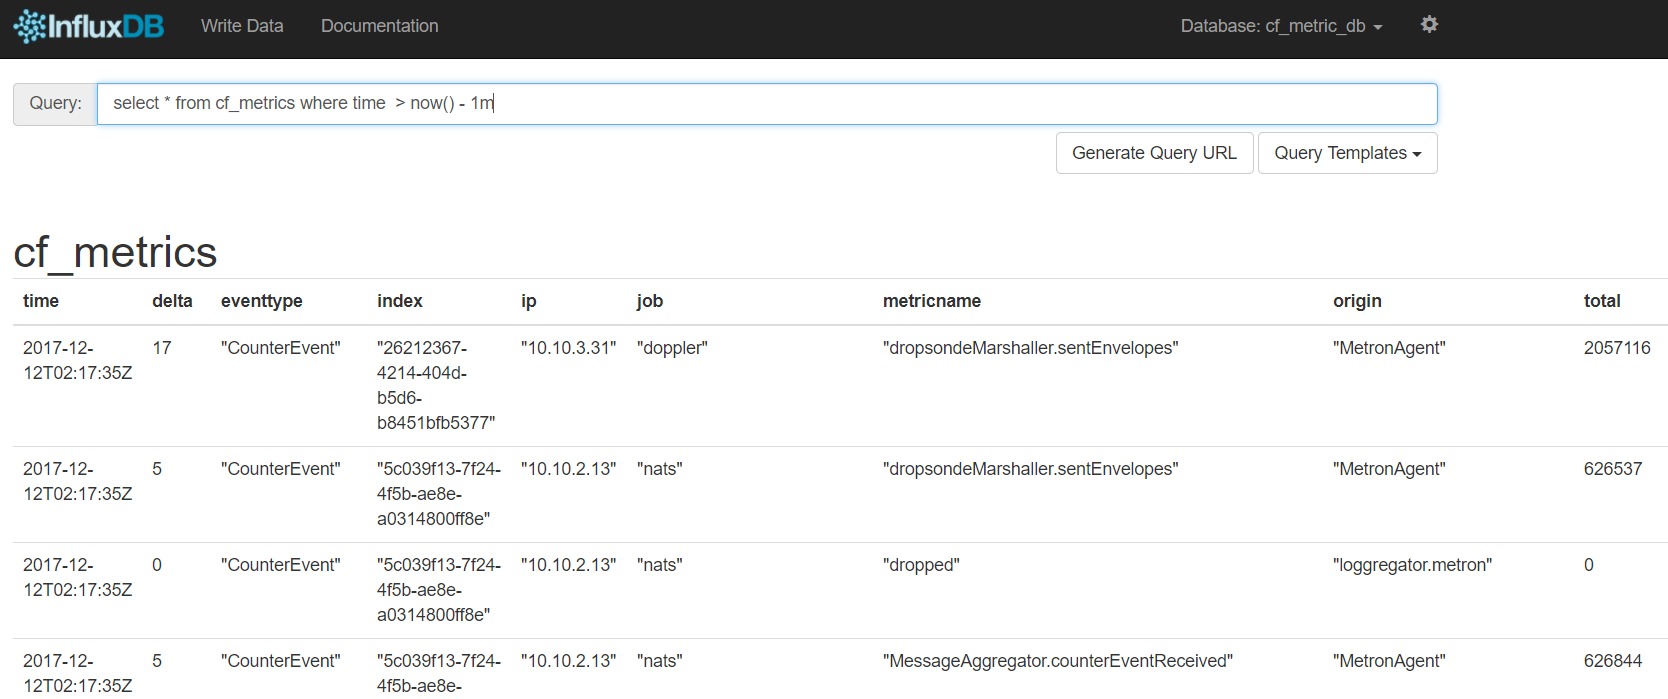 InfluxDB Write Data Documentation Database: cf_metric_db
Query: select * from cf_metrics where time  > now() - 1m
Generate Query URL Query Templates
cf_metrics
time delta eventtype index ip job metricname origin total
2017-12- 17 "CounterEvent" "26212367- "10.10.3.31" "doppler" "dropsondeMarshaller.sentEnvelopes" "MetronAgent" 2057116
12T02:17:35Z 4214-404d-
b5d6-
b8451bfb5377"
2017-12- 5 "CounterEvent" "5c039f13-7f24- "10.10.2.13" "nats" "dropsondeMarshaller.sentEnvelopes" "MetronAgent" 626537
12T02:17:35Z 4f5b-ae8e-
a0314800ff8e"
2017-12- 0 "CounterEvent" "5c039f13-7f24- "10.10.2.13" "nats" "dropped" "loggregator.metron" 0
12T02:17:35Z 4f5b-ae8e-
a0314800ff8e"
2017-12- 5 "CounterEvent" "5c039f13-7f24- "10.10.2.13" "nats" "MessageAggregator.counterEventReceived" "MetronAgent" 626844
12T02:17:35Z 4f5b-ae8e-